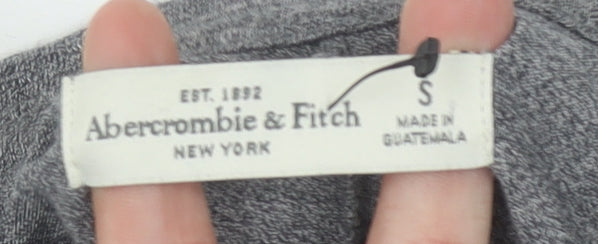 EST. 1892
Abercrombie & Fitch
NEW YORK
S
MADE IN
GUATEMALA